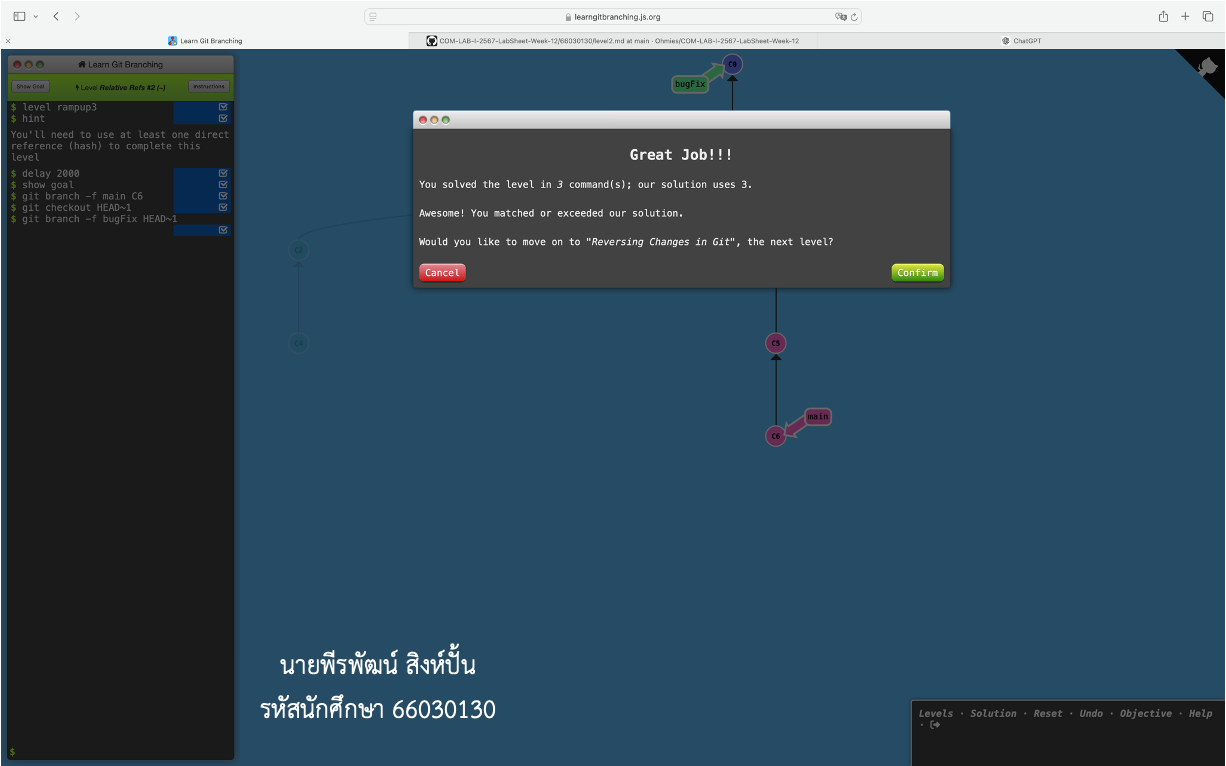 learngitbranching.js.org
Learn Git Branching
COM-LAB-I-2567-LabSheet-Week-12/66030130/level2.md at main · Ohmies/COM-LAB-I-2567-LabSheet-Week-12
ChatGPT
Learn Git Branching
Show Goal
Level Relative Refs #2 (~)
Instructions
$ level rampup3
$ hint
You'll need to use at least one direct
reference (hash) to complete this
level
$ delay 2000
$ show goal
$ git branch -f main C6
$ git checkout HEAD~1
$ git branch -f bugFix HEAD~1
$
C0
bugFix
Great Job!!!
You solved the level in 3 command(s); our solution uses 3.
Awesome! You matched or exceeded our solution.
Would you like to move on to "Reversing Changes in Git", the next level?
Cancel
Confirm
C2
C5
main
C6
นายพีรพัฒน์ สิงห์ปั้น
รหัสนักศึกษา 66030130
Levels · Solution · Reset · Undo · Objective · Help
·